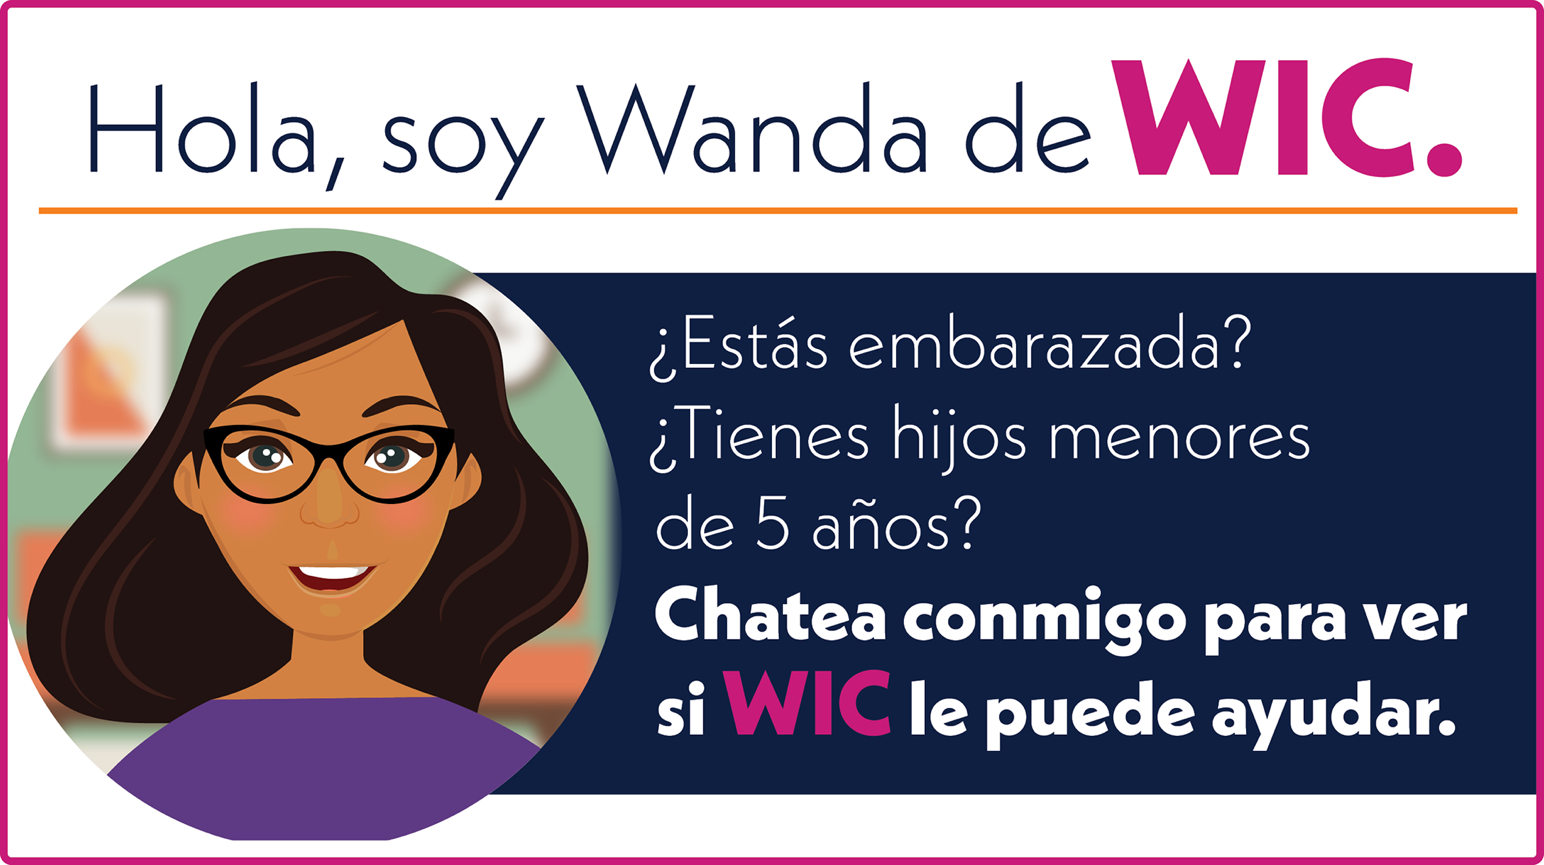 Hola, soy Wanda de WIC.
¿Estás embarazada?
¿Tienes hijos menores
de 5 años?
Chatea conmigo para ver
si WIC le puede ayudar.